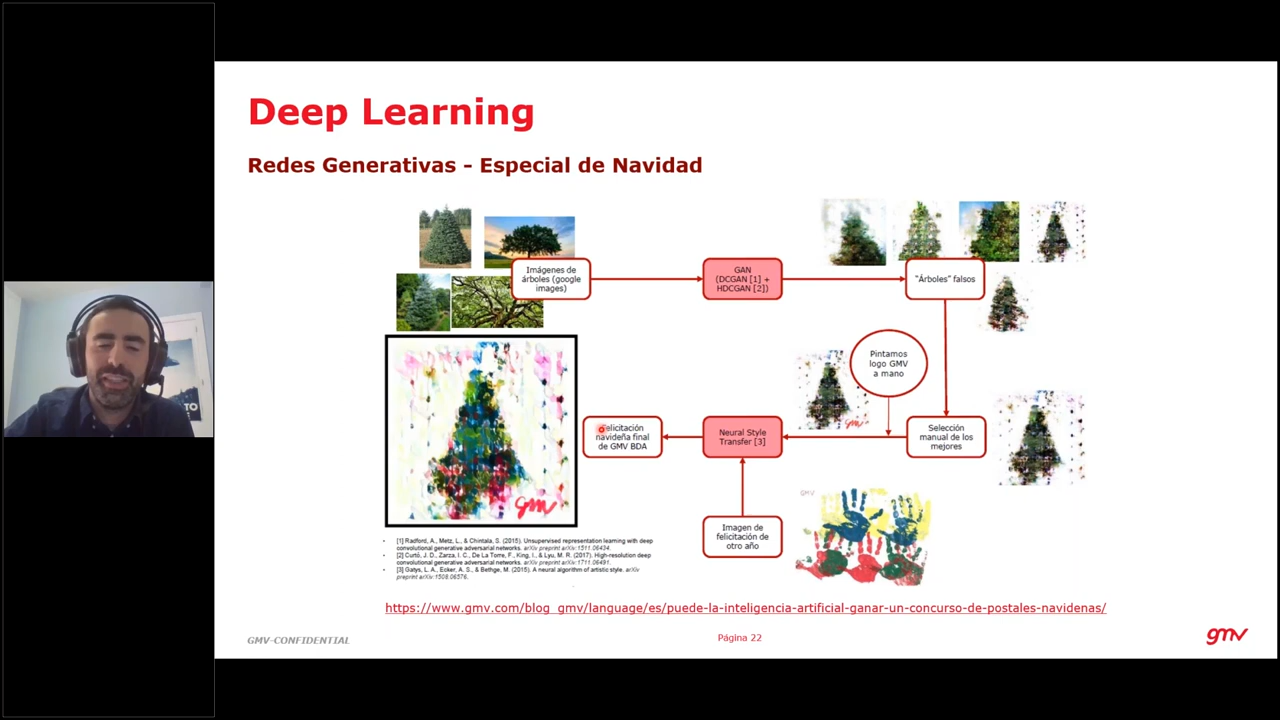 Deep Learning
Redes Generativas - Especial de Navidad
Imágenes de
árboles (google
images)
GAN
(DCGAN [1] +
HDCGAN [2])
"Árboles" falsos
Pintamos
logo GMV
a mano
Selección
manual de los
mejores
Neural Style
Transfer [3]
Felicitación
navideña final
de GMV BDA
gmv
gmv
Imagen de
felicitación de
otro año
GMV
[1] Radford, A., Metz, L., & Chintala, S. (2015). Unsupervised representation learning with deep
convolutional generative adversarial networks. arXiv preprint arXiv:1511.06434.
[2] Curtó, J. D., Zarza, I. C., De La Torre, F., King, I., & Lyu, M. R. (2017). High-resolution deep
convolutional generative adversarial networks. arXiv preprint arXiv:1711.06491.
[3] Gatys, L. A., Ecker, A. S., & Bethge, M. (2015). A neural algorithm of artistic style. arXiv
preprint arXiv:1508.06576.
https://www.gmv.com/blog_gmv/language/es/puede-la-inteligencia-artificial-ganar-un-concurso-de-postales-navidenas/
GMV-CONFIDENTIAL
Página 22
gmv